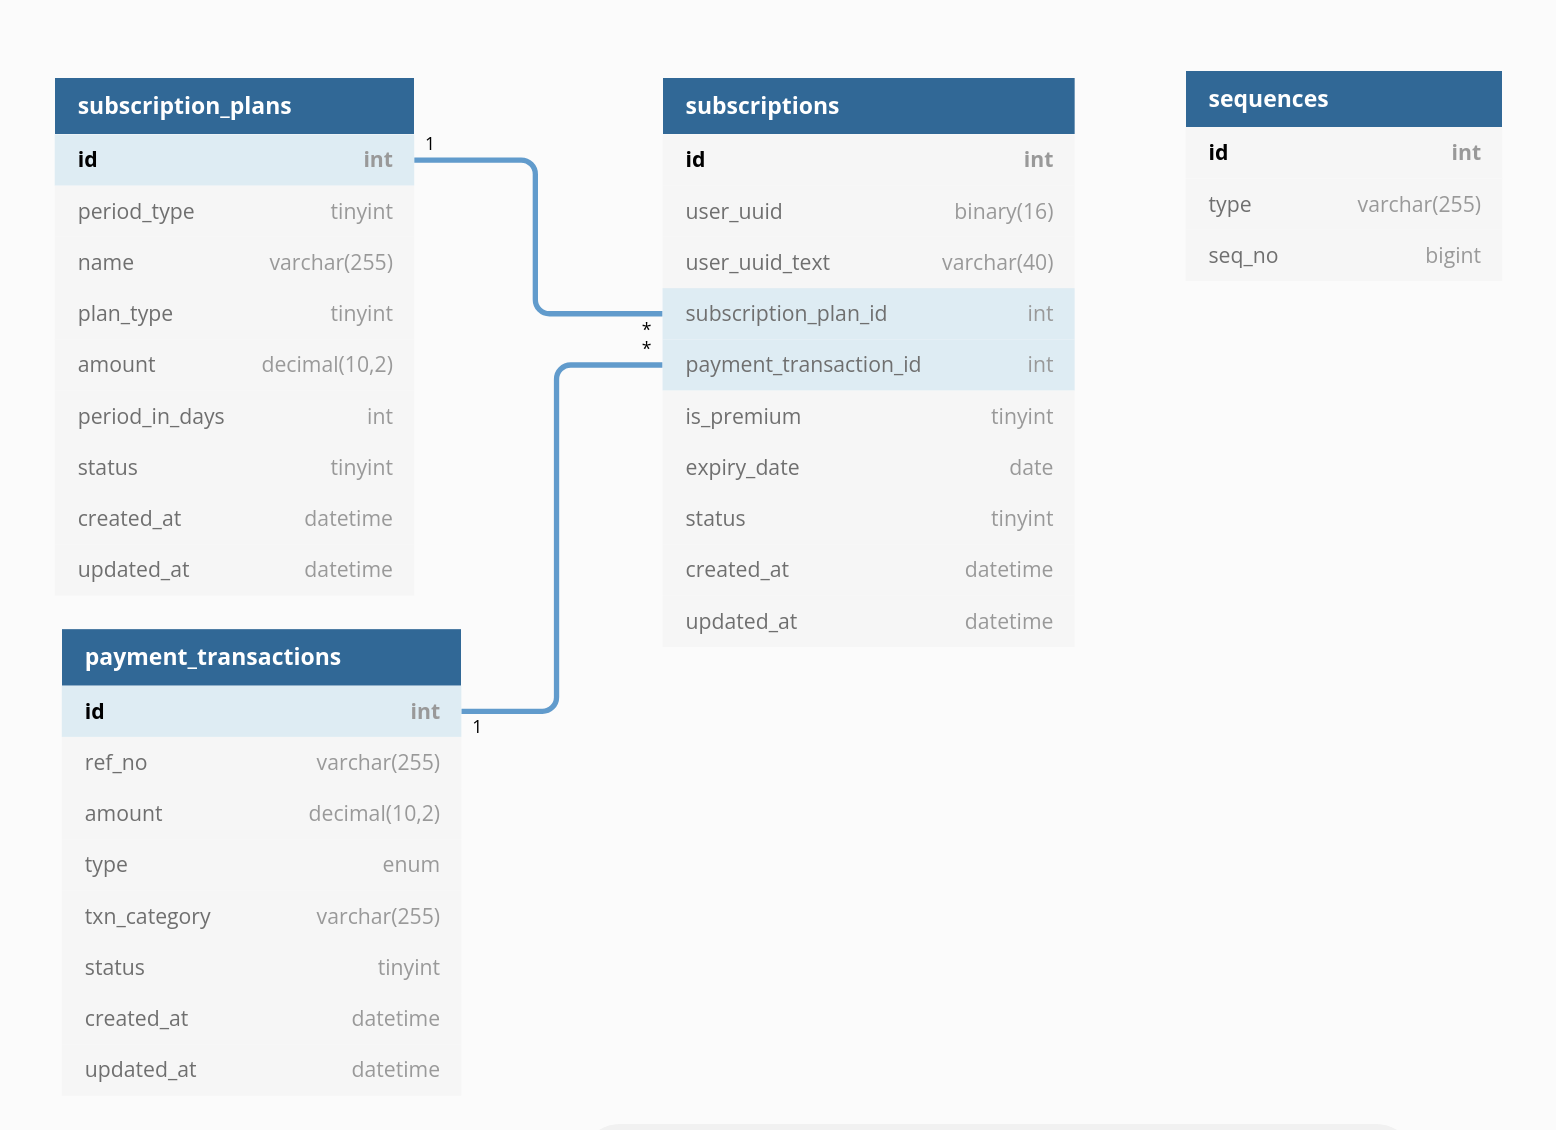 subscription_plans
id int
period_type tinyint
name varchar(255)
plan_type tinyint
amount decimal(10,2)
period_in_days int
status tinyint
created_at datetime
updated_at datetime
1
*
*
subscriptions
id int
user_uuid binary(16)
user_uuid_text varchar(40)
subscription_plan_id int
payment_transaction_id int
is_premium tinyint
expiry_date date
status tinyint
created_at datetime
updated_at datetime
sequences
id int
type varchar(255)
seq_no bigint
payment_transactions
id int
1
ref_no varchar(255)
amount decimal(10,2)
type enum
txn_category varchar(255)
status tinyint
created_at datetime
updated_at datetime